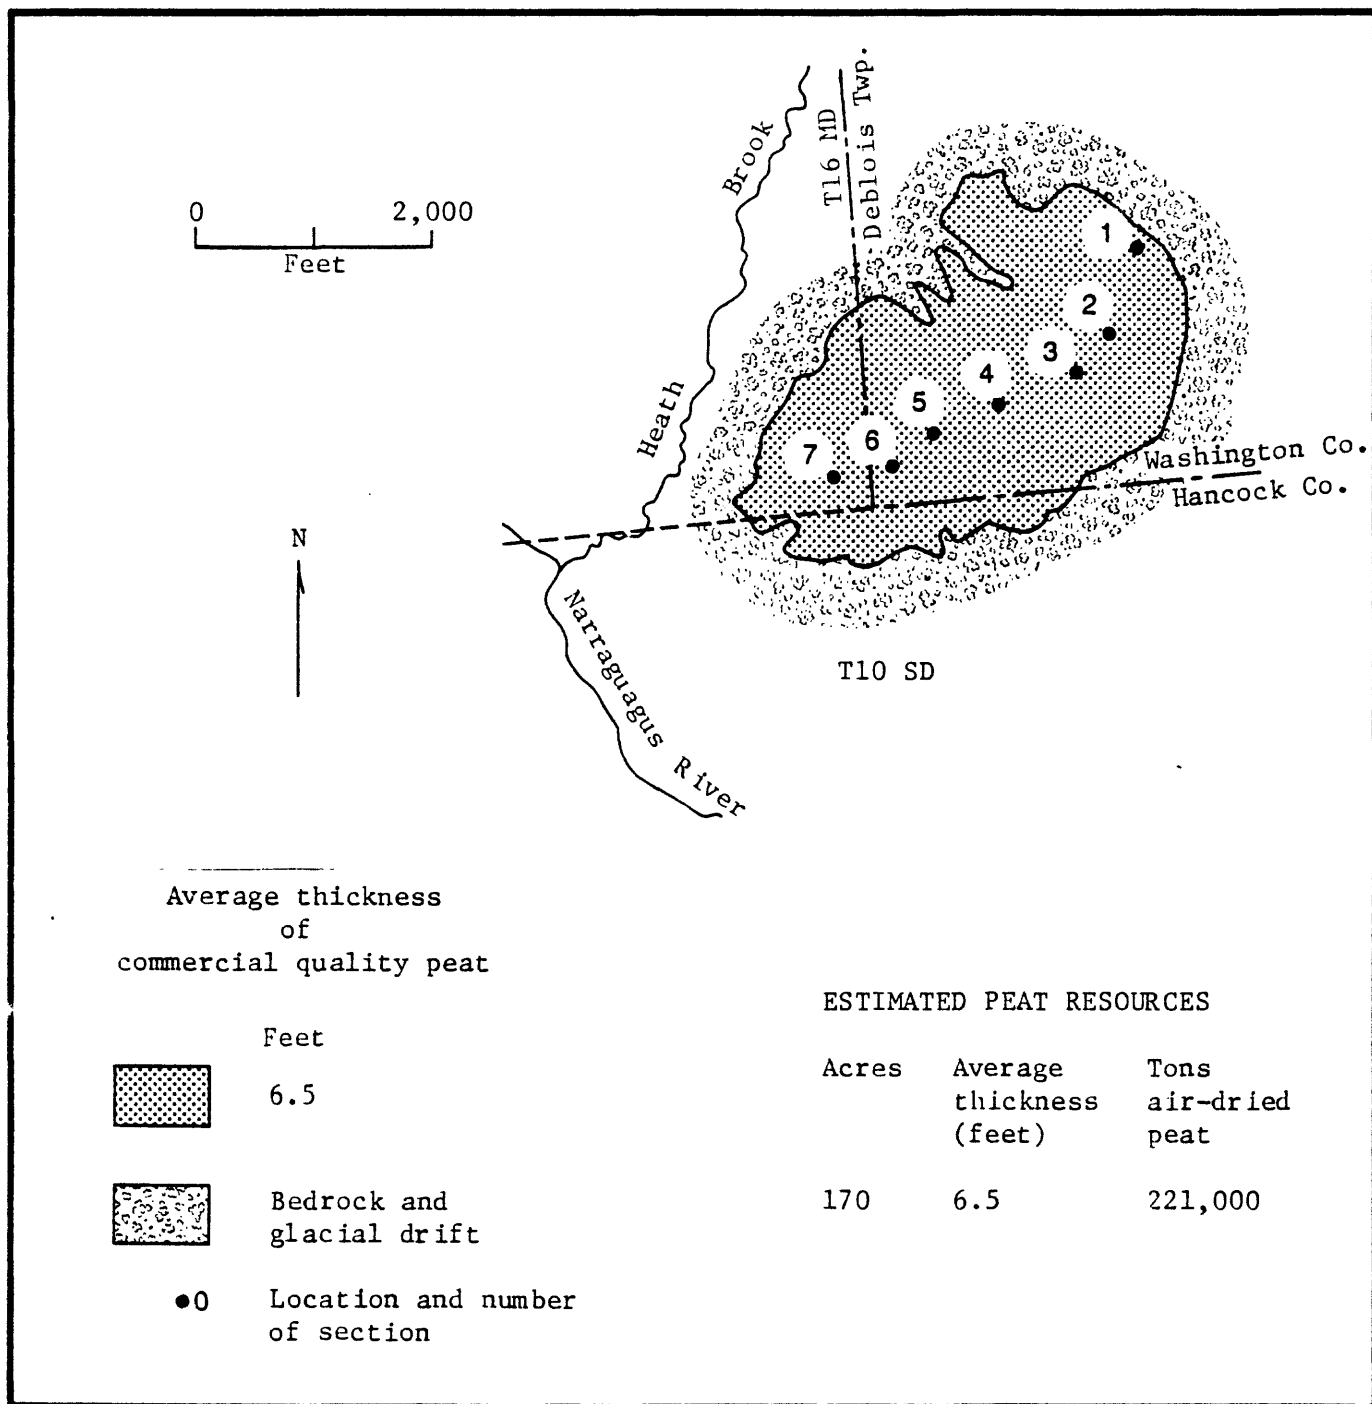 T16 MD
Deblois Twp.
Brook
Heath
0 2,000
Feet
1
2
3
4
5
6
7
Washington Co.
Hancock Co.
N
Narraguagus River
T10 SD
Average thickness
of
commercial quality peat
Feet
6.5
Bedrock and
glacial drift
0 Location and number
of section
ESTIMATED PEAT RESOURCES
Acres Average Tons
thickness air-dried
(feet) peat
170 6.5 221,000